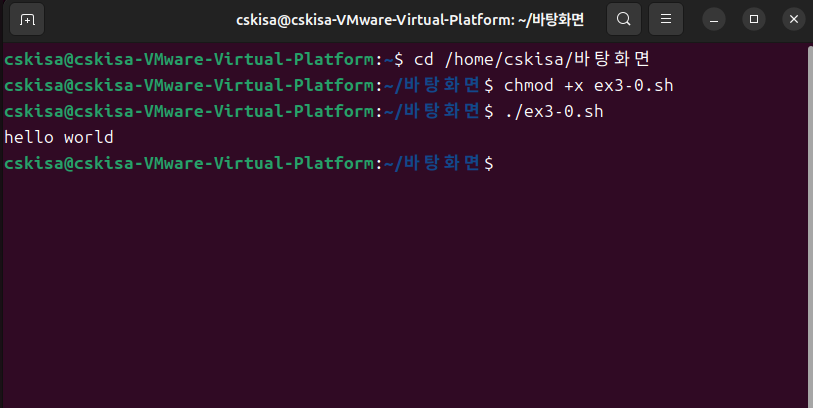 cskisa@cskisa-VMware-Virtual-Platform: ~/바탕화면
cskisa@cskisa-VMware-Virtual-Platform:~$ cd /home/cskisa/바탕화면
cskisa@cskisa-VMware-Virtual-Platform:~/바탕화면$ chmod +x ex3-0.sh
cskisa@cskisa-VMware-Virtual-Platform:~/바탕화면$ ./ex3-0.sh
hello world
cskisa@cskisa-VMware-Virtual-Platform:~/바탕화면$